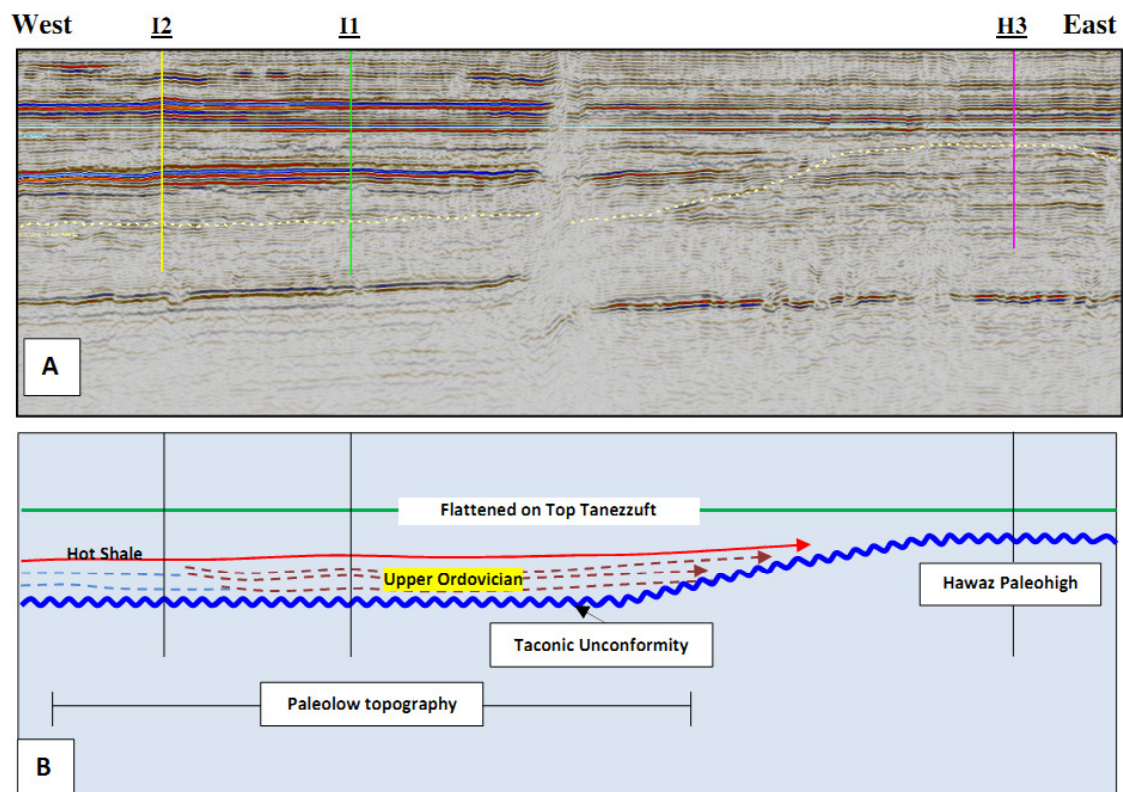 West I2 I1 H3 East
A
Flattened on Top Tanezzuft
Hot Shale
Upper Ordovician
Hawaz Paleohigh
Taconic Unconformity
Paleolow topography
B